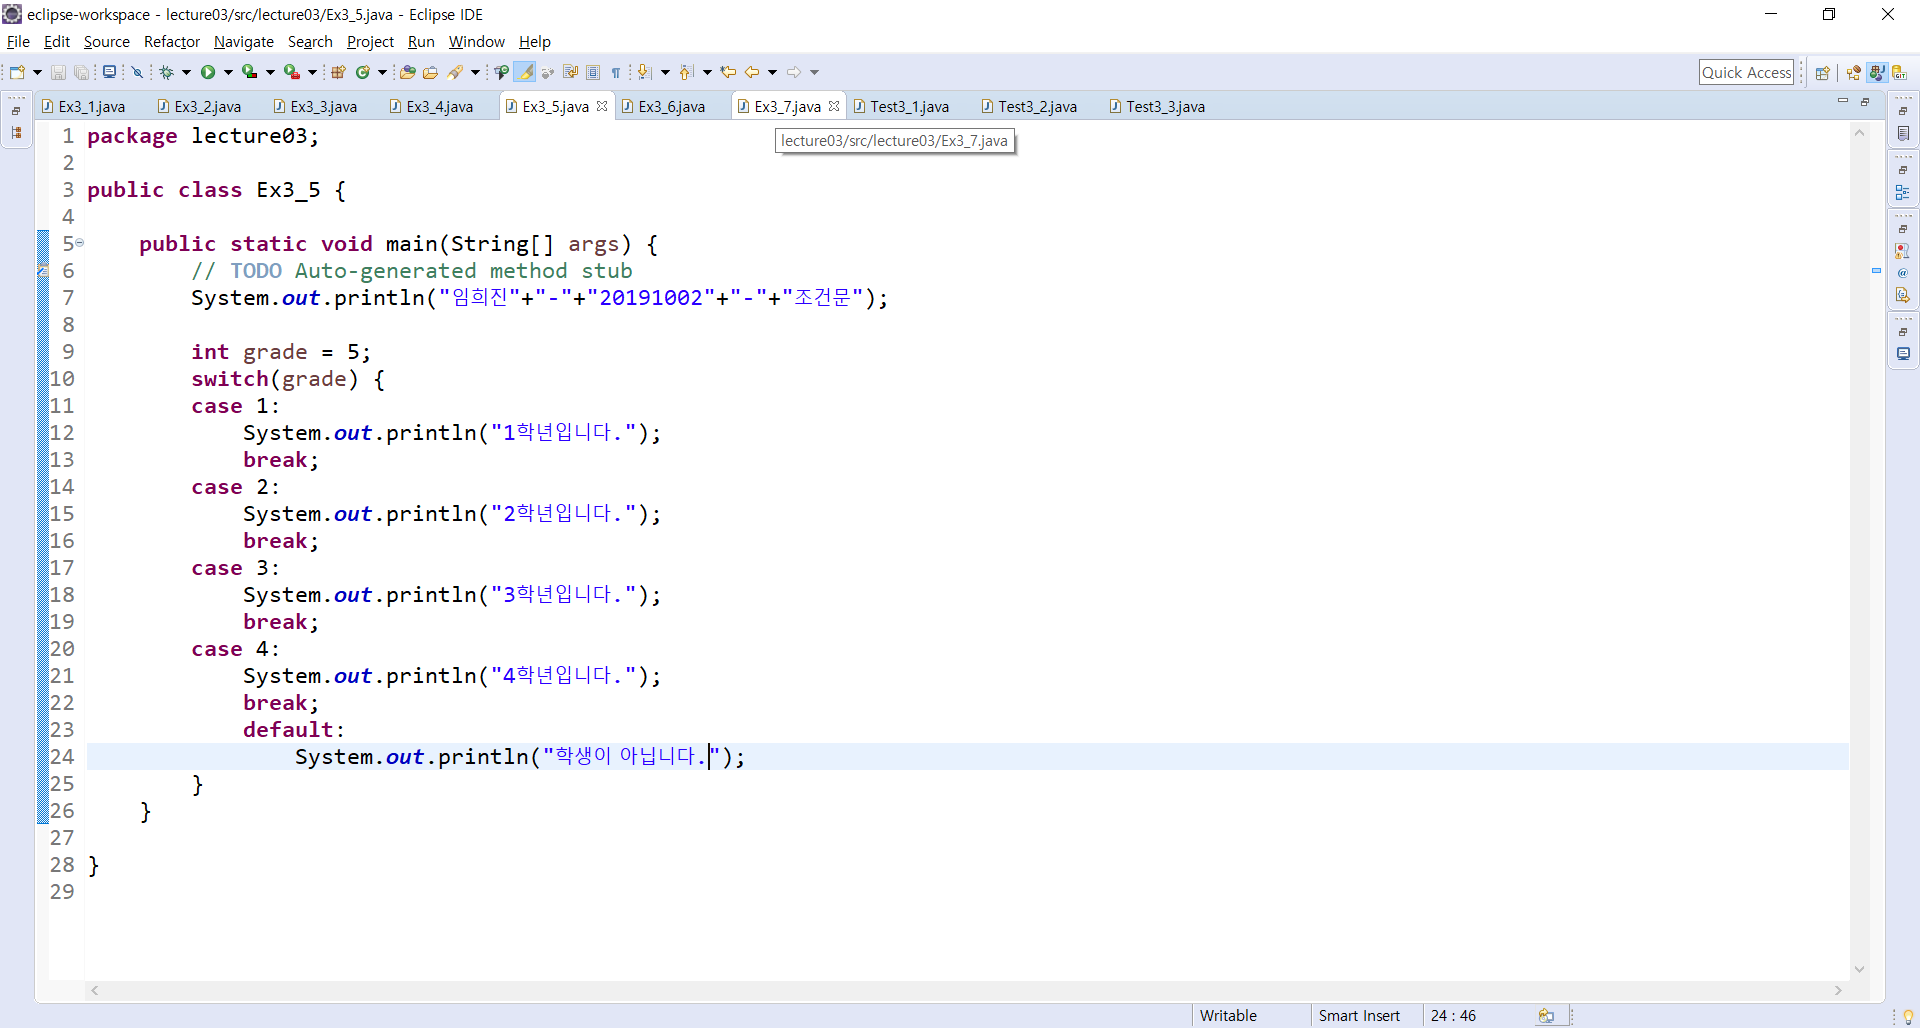 eclipse-workspace - lecture03/src/lecture03/Ex3_5.java - Eclipse IDE
File Edit Source Refactor Navigate Search Project Run Window Help
Quick Access
Ex3_1.java Ex3_2.java Ex3_3.java Ex3_4.java Ex3_5.java Ex3_6.java Ex3_7.java Test3_1.java Test3_2.java Test3_3.java
lecture03/src/lecture03/Ex3_7.java
1 package lecture03;
2
3 public class Ex3_5 {
4
5 public static void main(String[] args) {
6 // TODO Auto-generated method stub
7 System.out.println("임희진"+"-"+"20191002"+"-"+"조건문");
8
9 int grade = 5;
10 switch(grade) {
11 case 1:
12 System.out.println("1학년입니다.");
13 break;
14 case 2:
15 System.out.println("2학년입니다.");
16 break;
17 case 3:
18 System.out.println("3학년입니다.");
19 break;
20 case 4:
21 System.out.println("4학년입니다.");
22 break;
23 default:
24 System.out.println("학생이 아닙니다.");
25 }
26 }
27
28 }
29
Writable Smart Insert 24 : 46